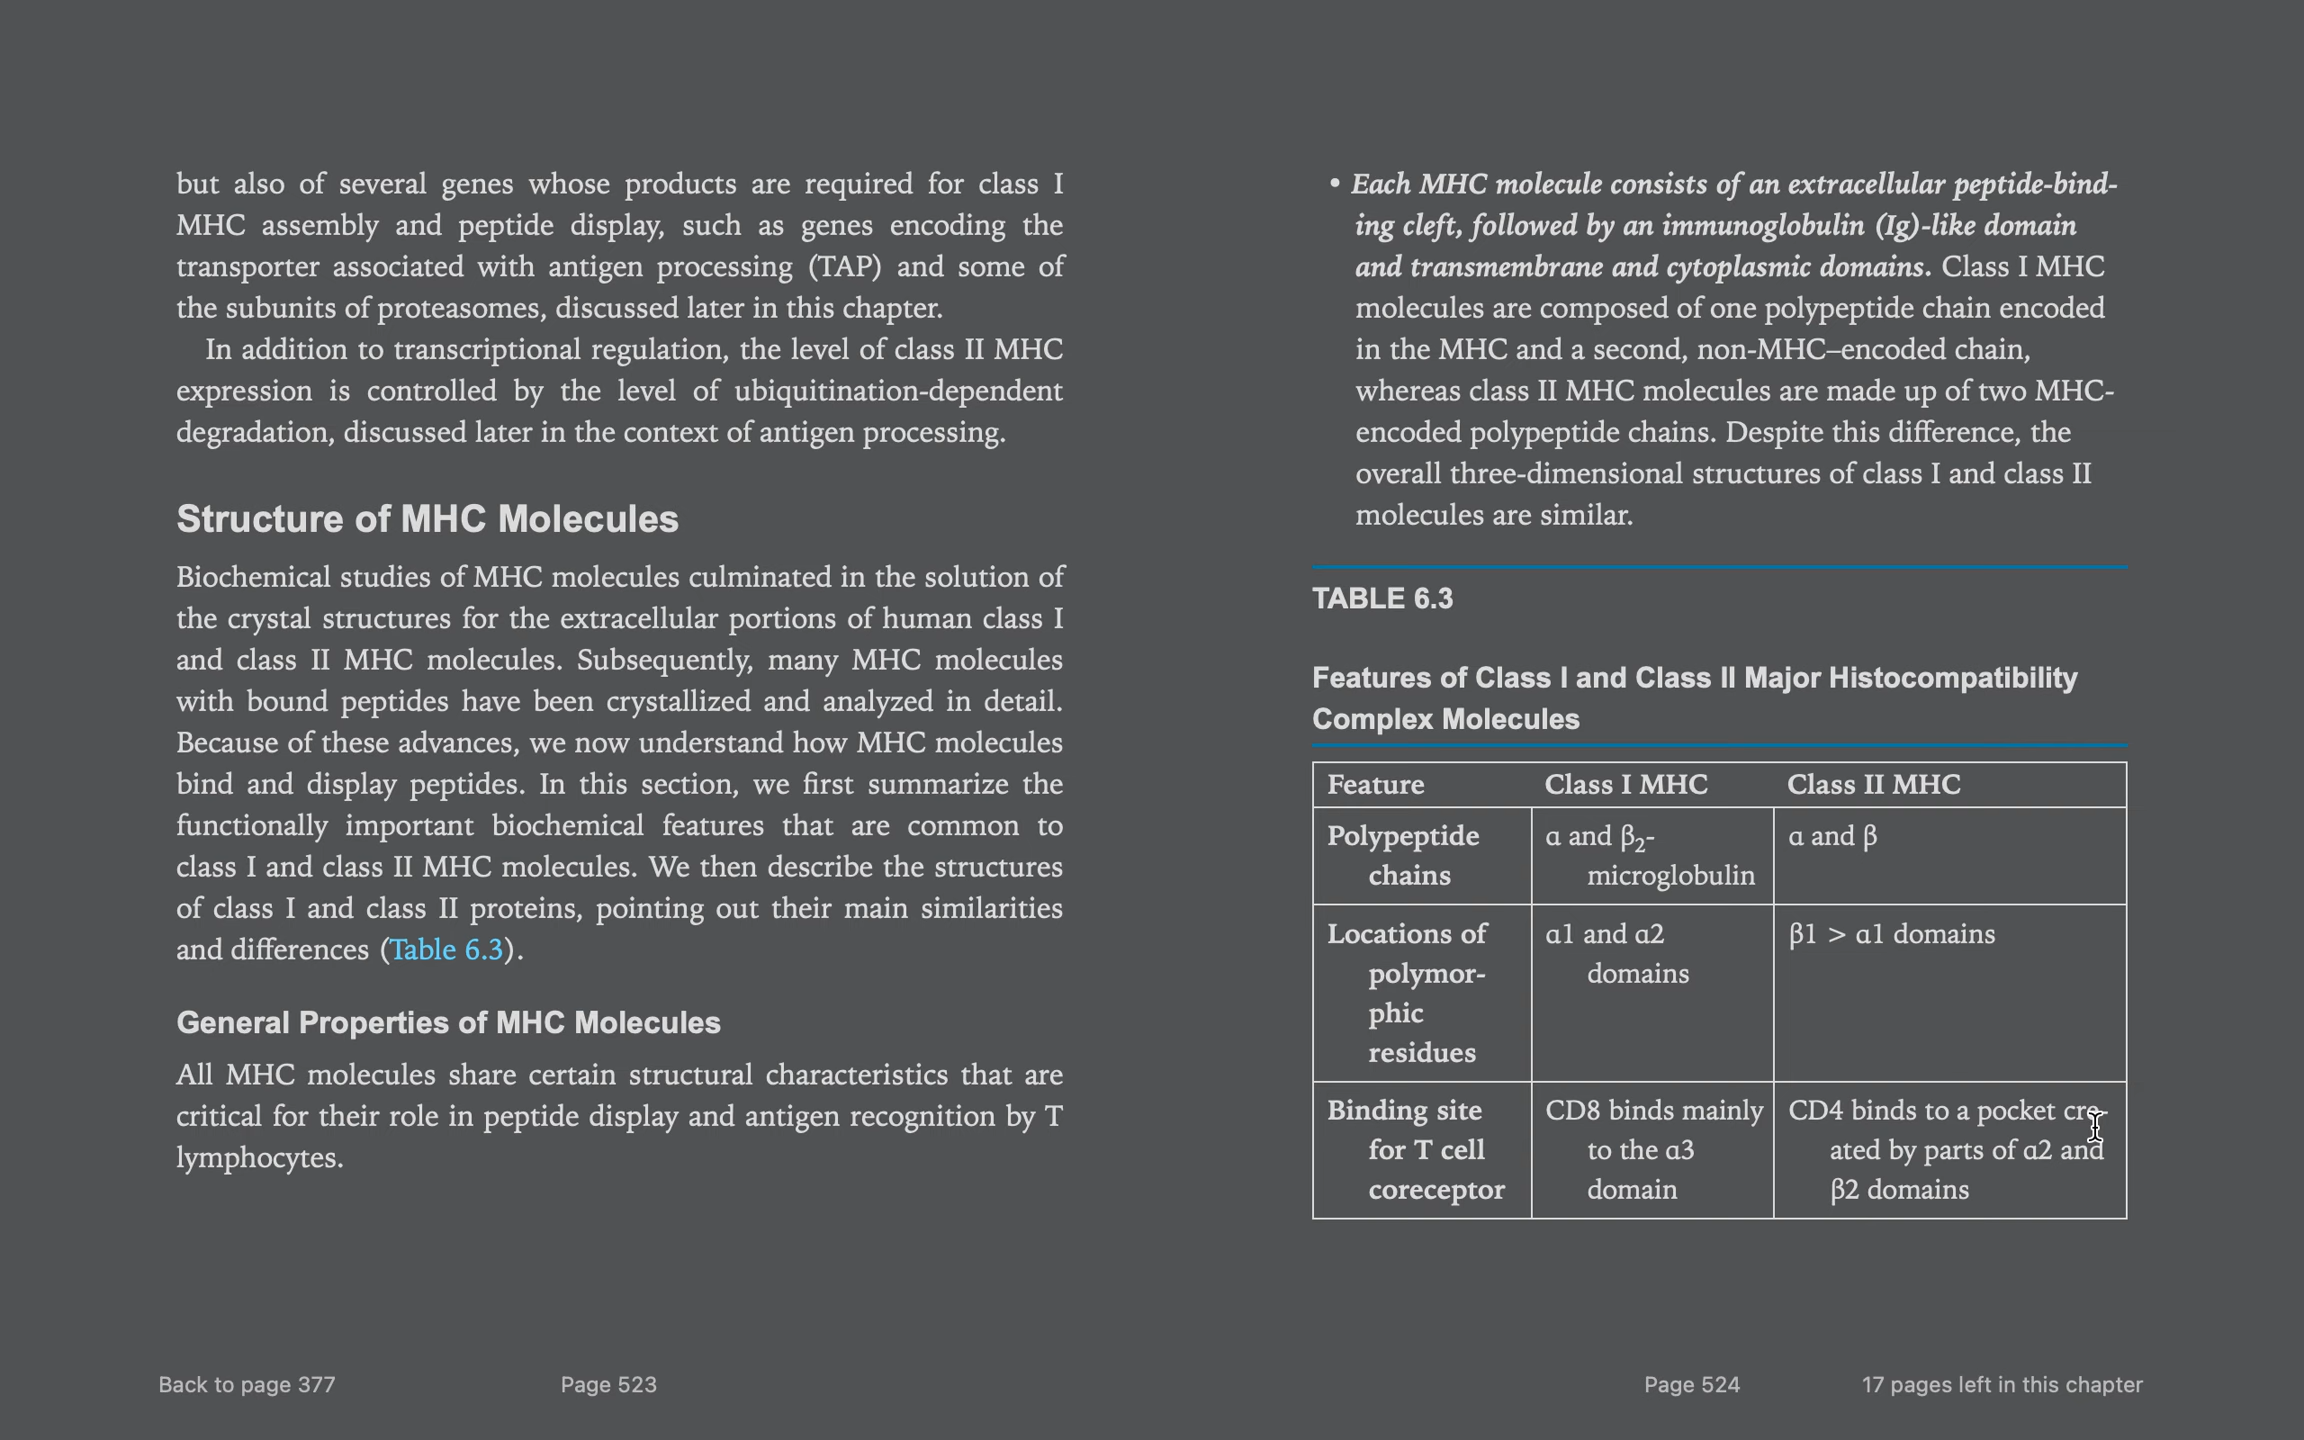 but also of several genes whose products are required for class I
MHC assembly and peptide display, such as genes encoding the
transporter associated with antigen processing (TAP) and some of
the subunits of proteasomes, discussed later in this chapter.
In addition to transcriptional regulation, the level of class II MHC
expression is controlled by the level of ubiquitination-dependent
degradation, discussed later in the context of antigen processing.
Structure of MHC Molecules
Biochemical studies of MHC molecules culminated in the solution of
the crystal structures for the extracellular portions of human class I
and class II MHC molecules. Subsequently, many MHC molecules
with bound peptides have been crystallized and analyzed in detail.
Because of these advances, we now understand how MHC molecules
bind and display peptides. In this section, we first summarize the
functionally important biochemical features that are common to
class I and class II MHC molecules. We then describe the structures
of class I and class II proteins, pointing out their main similarities
and differences (Table 6.3).
General Properties of MHC Molecules
All MHC molecules share certain structural characteristics that are
critical for their role in peptide display and antigen recognition by T
lymphocytes.
• Each MHC molecule consists of an extracellular peptide-bind-
ing cleft, followed by an immunoglobulin (Ig)-like domain
and transmembrane and cytoplasmic domains. Class I MHC
molecules are composed of one polypeptide chain encoded
in the MHC and a second, non-MHC–encoded chain,
whereas class II MHC molecules are made up of two MHC-
encoded polypeptide chains. Despite this difference, the
overall three-dimensional structures of class I and class II
molecules are similar.
TABLE 6.3
Features of Class I and Class II Major Histocompatibility
Complex Molecules
Feature Class I MHC Class II MHC
Polypeptide α and β₂- α and β
chains microglobulin
Locations of α1 and α2 β1 > α1 domains
polymor- domains
phic
residues
Binding site CD8 binds mainly CD4 binds to a pocket cre-
for T cell to the α3 ated by parts of α2 and
coreceptor domain β2 domains
Back to page 377 Page 523 Page 524 17 pages left in this chapter